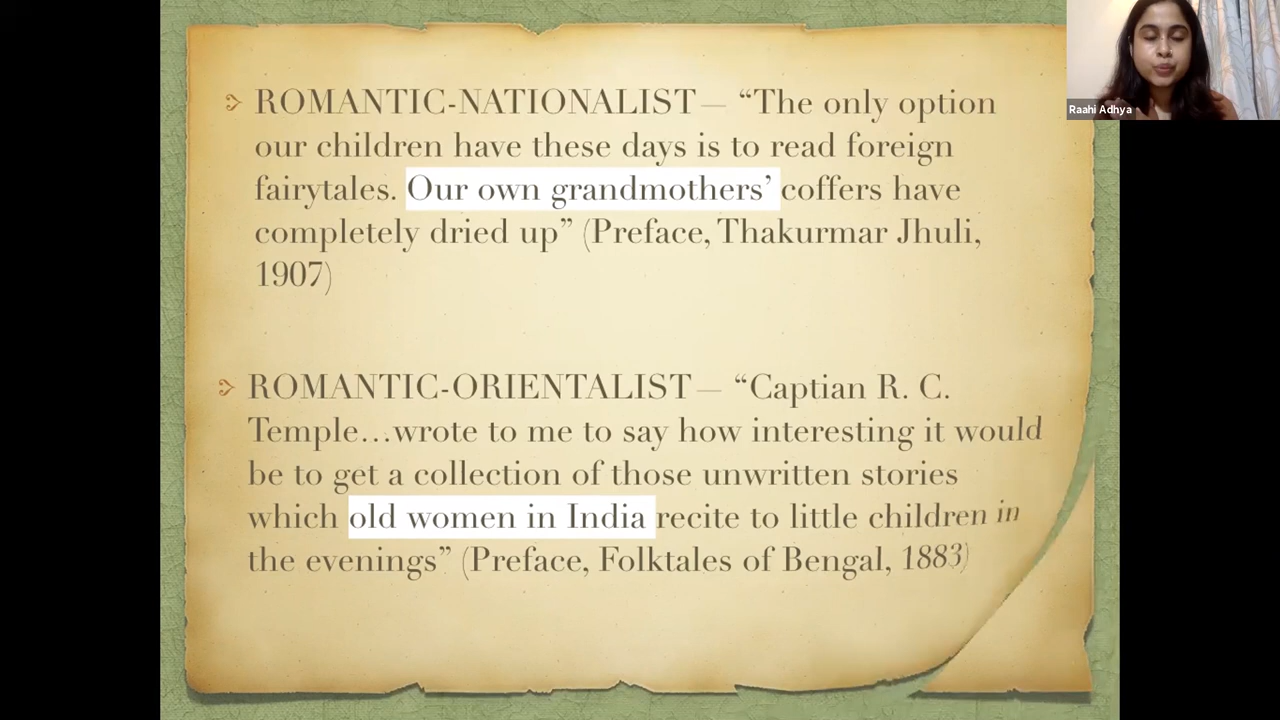 ROMANTIC-NATIONALIST— “The only option
our children have these days is to read foreign
fairytales. Our own grandmothers’ coffers have
completely dried up” (Preface, Thakurmar Jhuli,
1907)
ROMANTIC-ORIENTALIST— “Captian R. C.
Temple…wrote to me to say how interesting it would
be to get a collection of those unwritten stories
which old women in India recite to little children in
the evenings” (Preface, Folktales of Bengal, 1883)
Raahi Adhya